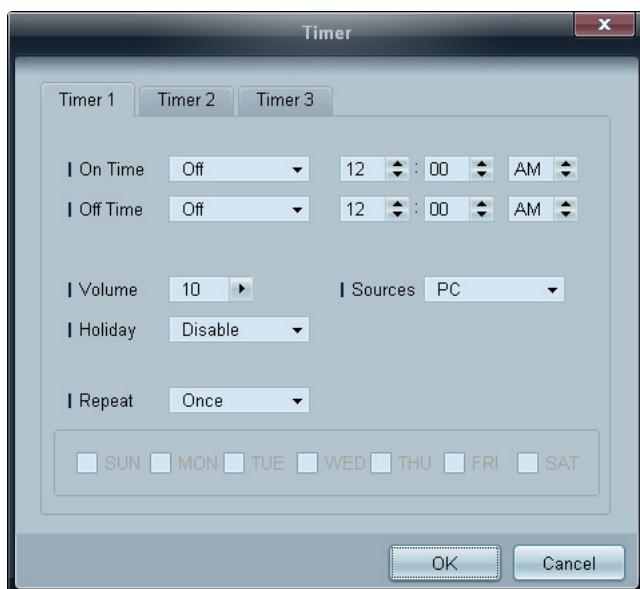 Timer
x
Timer 1 Timer 2 Timer 3
On Time Off 12 : 00 AM
Off Time Off 12 : 00 AM
Volume 10 Sources PC
Holiday Disable
Repeat Once
SUN MON TUE WED THU FRI SAT
OK Cancel